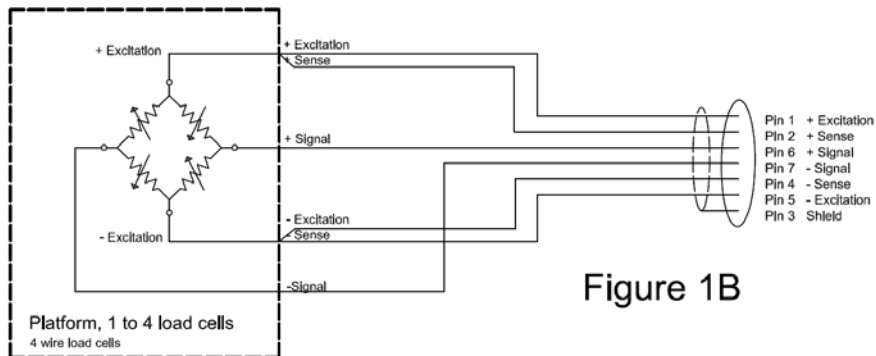 + Excitation
+ Excitation
+ Sense
+ Signal
Pin 1 + Excitation
Pin 2 + Sense
Pin 6 + Signal
Pin 7 - Signal
Pin 4 - Sense
Pin 5 - Excitation
Pin 3 Shield
- Excitation
- Excitation
- Sense
-Signal
Figure 1B
Platform, 1 to 4 load cells
4 wire load cells